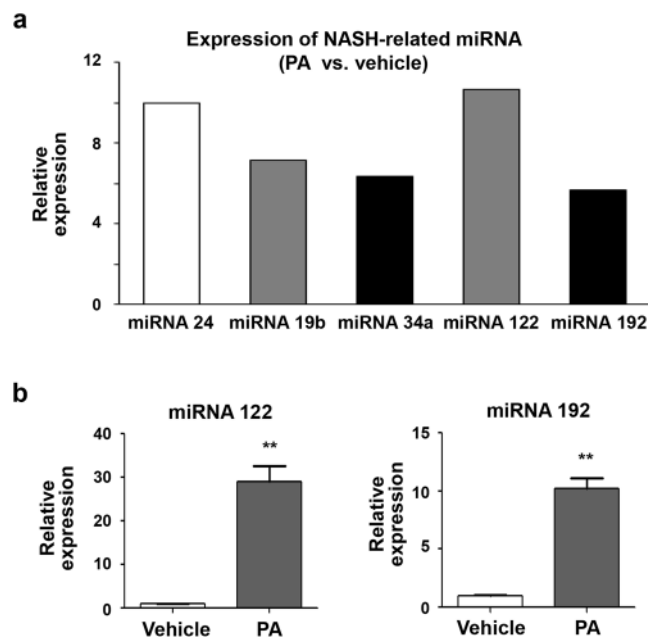 a
Expression of NASH-related miRNA
(PA vs. vehicle)
Relative
expression
12
8
4
0
miRNA 24 miRNA 19b miRNA 34a miRNA 122 miRNA 192
b
miRNA 122
Relative
expression
40
30
20
10
0
**
Vehicle PA
miRNA 192
Relative
expression
15
10
5
0
**
Vehicle PA